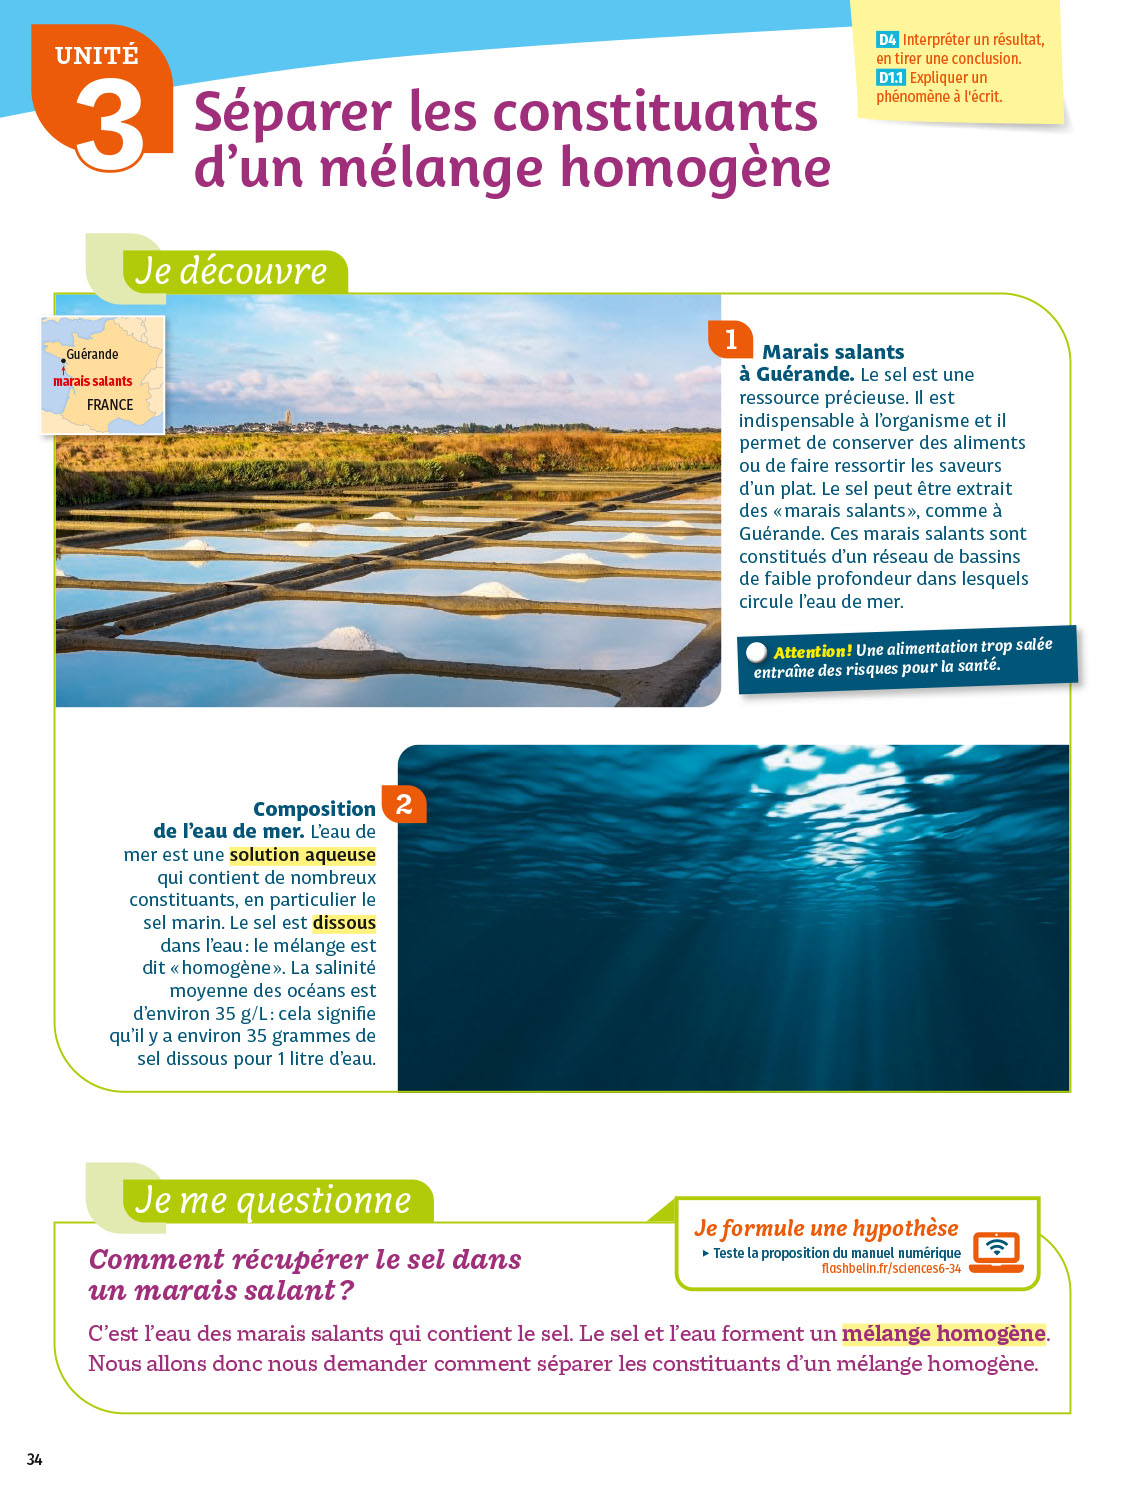 UNITÉ
3
Séparer les constituants
d’un mélange homogène
D4 Interpréter un résultat,
en tirer une conclusion.
D1.1 Expliquer un
phénomène à l'écrit.
Je découvre
Guérande
marais salants
FRANCE
1
Marais salants
à Guérande. Le sel est une
ressource précieuse. Il est
indispensable à l’organisme et il
permet de conserver des aliments
ou de faire ressortir les saveurs
d’un plat. Le sel peut être extrait
des « marais salants », comme à
Guérande. Ces marais salants sont
constitués d’un réseau de bassins
de faible profondeur dans lesquels
circule l’eau de mer.
Attention ! Une alimentation trop salée
entraîne des risques pour la santé.
2
Composition
de l’eau de mer. L’eau de
mer est une solution aqueuse
qui contient de nombreux
constituants, en particulier le
sel marin. Le sel est dissous
dans l’eau : le mélange est
dit « homogène ». La salinité
moyenne des océans est
d’environ 35 g/L : cela signifie
qu’il y a environ 35 grammes de
sel dissous pour 1 litre d’eau.
Je me questionne
Je formule une hypothèse
▸ Teste la proposition du manuel numérique
flashbelin.fr/sciences6-34
Comment récupérer le sel dans
un marais salant ?
C’est l’eau des marais salants qui contient le sel. Le sel et l’eau forment un mélange homogène.
Nous allons donc nous demander comment séparer les constituants d’un mélange homogène.
34